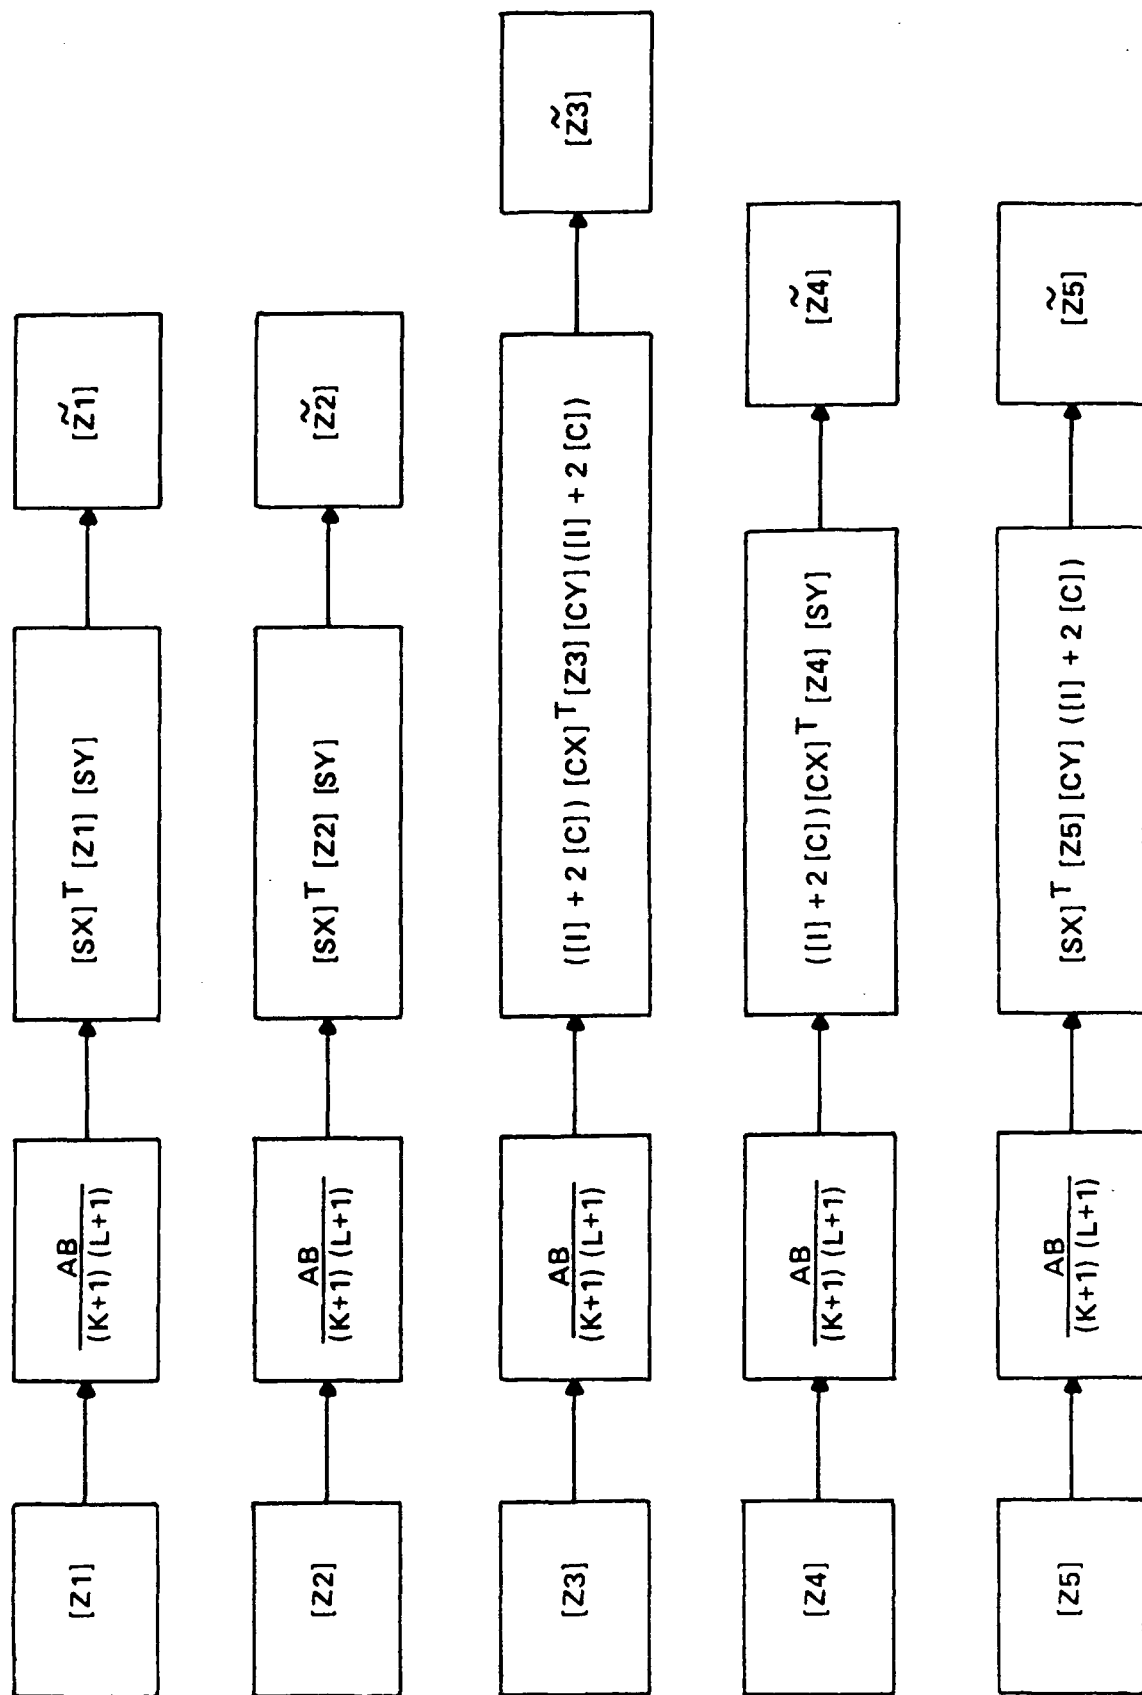 [Z1]
AB
(K+1) (L+1)
[SX]ᵀ [Z1] [SY]
[Z̃1]
[Z2]
AB
(K+1) (L+1)
[SX]ᵀ [Z2] [SY]
[Z̃2]
[Z3]
AB
(K+1) (L+1)
([I] + 2 [C]) [CX]ᵀ [Z3] [CY] ([I] + 2 [C])
[Z̃3]
[Z4]
AB
(K+1) (L+1)
([I] + 2 [C]) [CX]ᵀ [Z4] [SY]
[Z̃4]
[Z5]
AB
(K+1) (L+1)
[SX]ᵀ [Z5] [CY] ([I] + 2 [C])
[Z̃5]